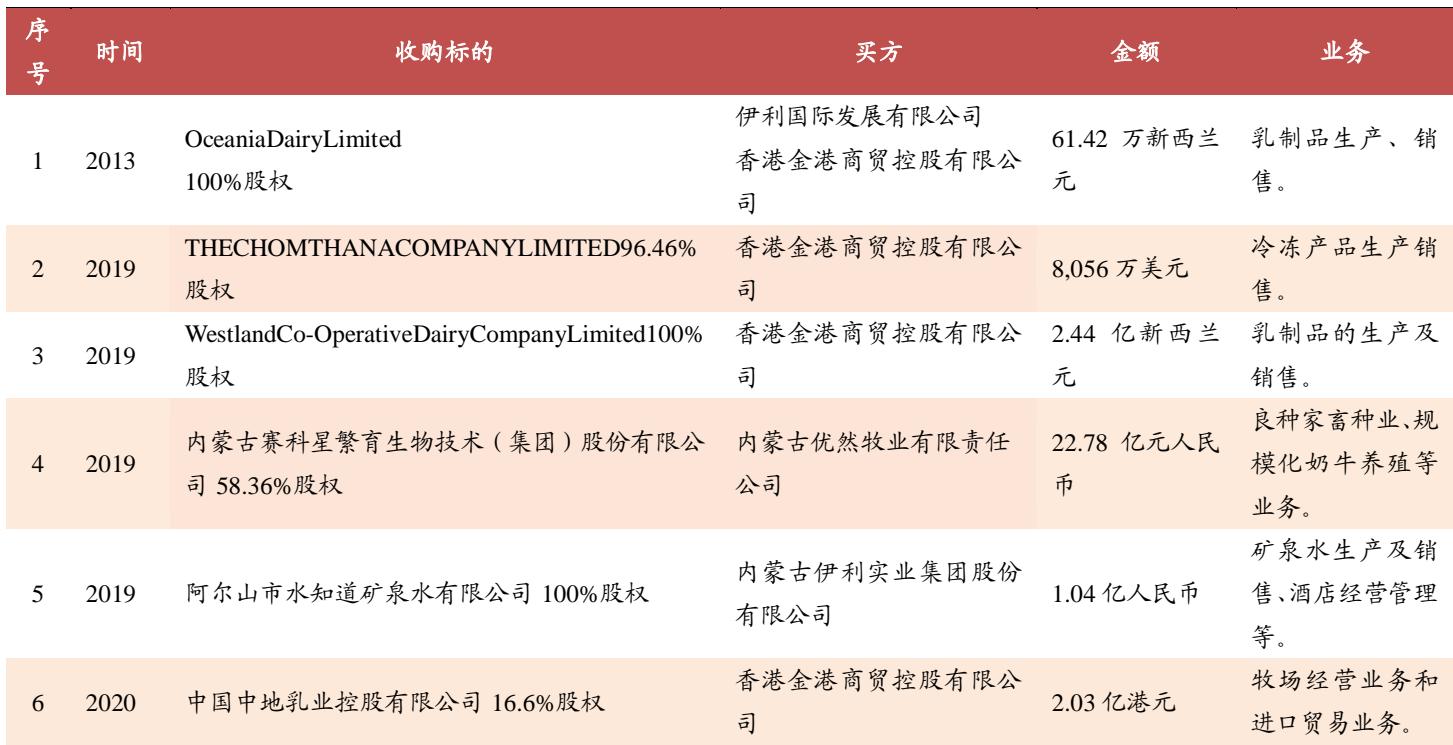 序号 时间 收购标的 买方 金额 业务
1 2013 OceaniaDairyLimited
100%股权 伊利国际发展有限公司
香港金港商贸控股有限公
司 61.42 万新西兰
元 乳制品生产、销
售。
2 2019 THECHOMTHANACOMPANYLIMITED96.46%
股权 香港金港商贸控股有限公
司 8,056 万美元 冷冻产品生产销
售。
3 2019 WestlandCo-OperativeDairyCompanyLimited100%
股权 香港金港商贸控股有限公
司 2.44 亿新西兰
元 乳制品的生产及
销售。
4 2019 内蒙古赛科星繁育生物技术（集团）股份有限公
司 58.36%股权 内蒙古优然牧业有限责任
公司 22.78 亿元人民
币 良种家畜种业、规
模化奶牛养殖等
业务。
5 2019 阿尔山市水知道矿泉水有限公司 100%股权 内蒙古伊利实业集团股份
有限公司 1.04 亿人民币 矿泉水生产及销
售、酒店经营管理
等。
6 2020 中国中地乳业控股有限公司 16.6%股权 香港金港商贸控股有限公
司 2.03 亿港元 牧场经营业务和
进口贸易业务。